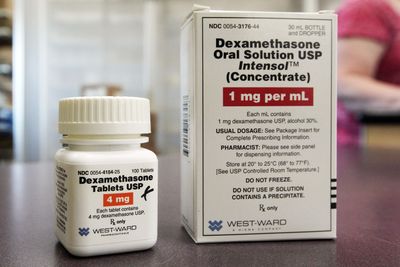 NDC 0054-4184-25 100 Tablets
Dexamethasone
Tablets USP
4 mg
Each tablet contains
4 mg dexamethasone USP.
Rx only
WEST-WARD
PHARMACEUTICALS
NDC 0054-3176-44
30 mL BOTTLE
and DROPPER
Dexamethasone
Oral Solution USP
Intensol™
(Concentrate)
1 mg per mL
Each mL contains
1 mg dexamethasone USP, alcohol 30%.
USUAL DOSAGE: See Package Insert for
Complete Prescribing Information.
PHARMACIST: Please see side panel
for dispensing information.
Store at 20° to 25°C (68° to 77°F).
[See USP Controlled Room Temperature.]
DO NOT FREEZE.
DO NOT USE IF SOLUTION
CONTAINS A PRECIPITATE.
Rx only
WEST-WARD
A HIKMA COMPANY